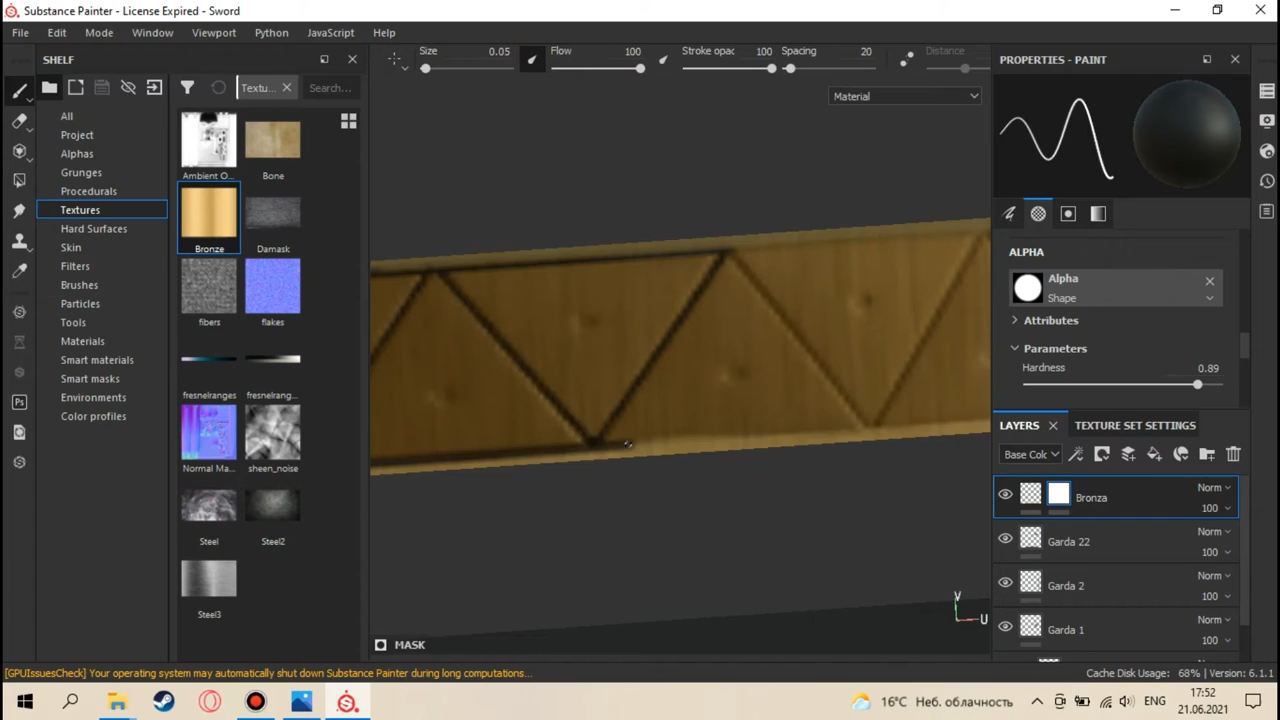 Substance Painter - License Expired - Sword
File Edit Mode Window Viewport Python JavaScript Help
SHELF
Textu...
Search...
All
Project
Alphas
Grunges
Procedurals
Textures
Hard Surfaces
Skin
Filters
Brushes
Particles
Tools
Materials
Smart materials
Smart masks
Environments
Color profiles
Ambient O... Bone
Bronze Damask
fibers flakes
fresnelranges fresnelrang...
Normal Ma... sheen_noise
Steel Steel2
Steel3
Size 0.05 Flow 100 Stroke opac 100 Spacing 20 Distance
Material
MASK
V
U
PROPERTIES - PAINT
ALPHA
Alpha
Shape
Attributes
Parameters
Hardness 0.89
LAYERS TEXTURE SET SETTINGS
Base Colc
Bronza Norm 100
Garda 22 Norm 100
Garda 2 Norm 100
Garda 1 Norm 100
[GPUIssuesCheck] Your operating system may automatically shut down Substance Painter during long computations...
Cache Disk Usage: 68% | Version: 6.1.1
Ps
16°C Неб. облачность
ENG
17:52
21.06.2021